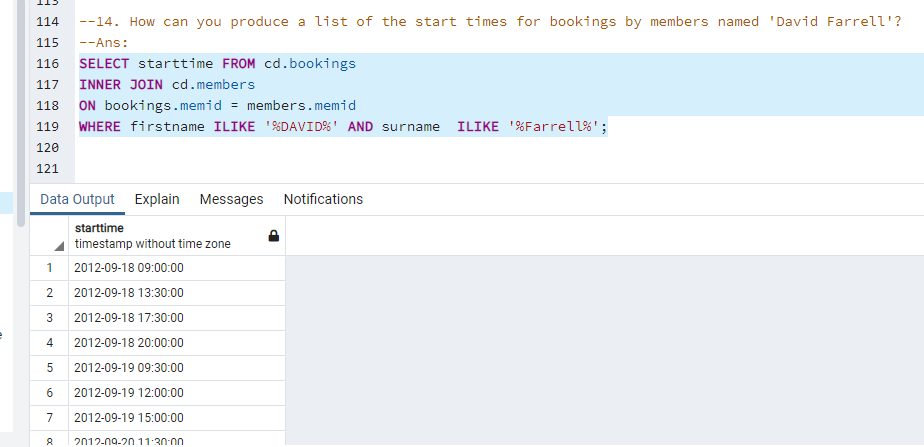 113
114 --14. How can you produce a list of the start times for bookings by members named 'David Farrell'?
115 --Ans:
116 SELECT starttime FROM cd.bookings
117 INNER JOIN cd.members
118 ON bookings.memid = members.memid
119 WHERE firstname ILIKE '%DAVID%' AND surname  ILIKE '%Farrell%';
120
121
Data Output Explain Messages Notifications
starttime
timestamp without time zone
1 2012-09-18 09:00:00
2 2012-09-18 13:30:00
3 2012-09-18 17:30:00
4 2012-09-18 20:00:00
5 2012-09-19 09:30:00
6 2012-09-19 12:00:00
7 2012-09-19 15:00:00
8 2012-09-20 11:30:00